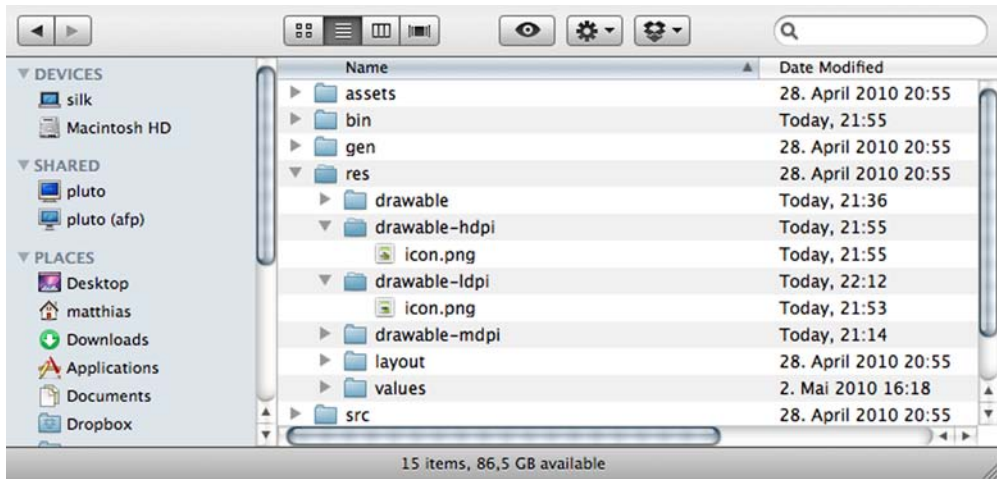 Name Date Modified
DEVICES
silk
Macintosh HD
SHARED
pluto
pluto (afp)
PLACES
Desktop
matthias
Downloads
Applications
Documents
Dropbox
assets 28. April 2010 20:55
bin Today, 21:55
gen 28. April 2010 20:55
res 28. April 2010 20:55
drawable Today, 21:36
drawable-hdpi Today, 21:55
icon.png Today, 21:55
drawable-ldpi Today, 22:12
icon.png Today, 21:53
drawable-mdpi Today, 21:14
layout 28. April 2010 20:55
values 2. Mai 2010 16:18
src 28. April 2010 20:55
15 items, 86,5 GB available